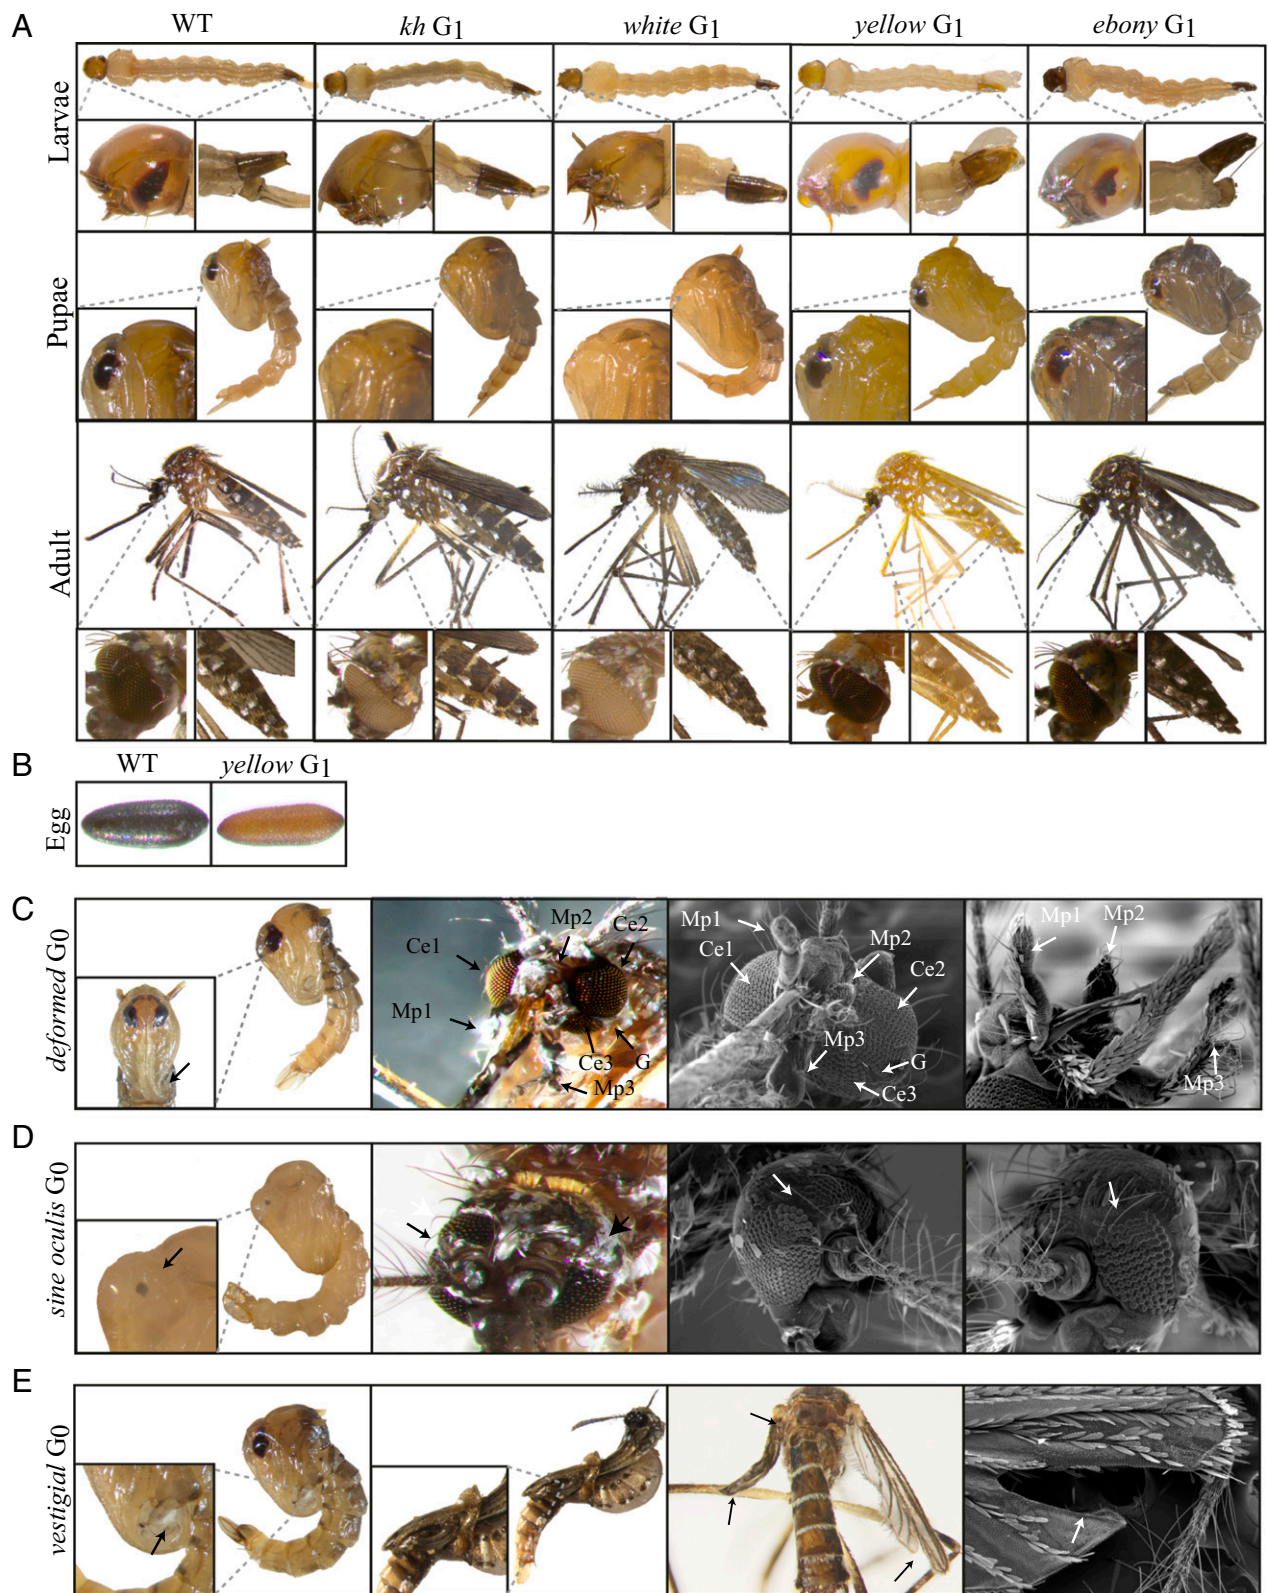 A
WT kh G1 white G1 yellow G1 ebony G1
Larvae
Pupae
Adult
B
WT yellow G1
Egg
C
deformed G0
Ce1 Mp2 Ce2
Mp1
Ce3 G
Mp3
Mp1
Ce1 Mp2
Ce2
Mp3
G
Ce3
Mp1 Mp2
Mp3
D
sine oculis G0
E
vestigial G0